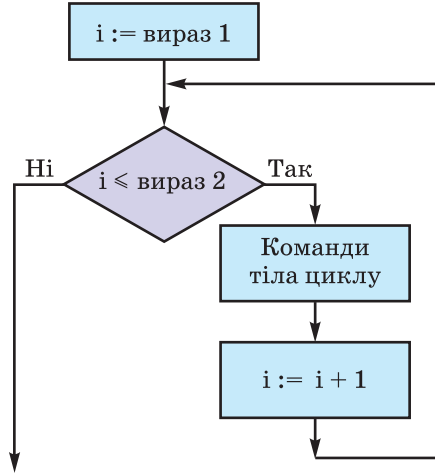 i := вираз 1
Ні
i ⩽ вираз 2
Так
Команди
тіла циклу
i := i + 1